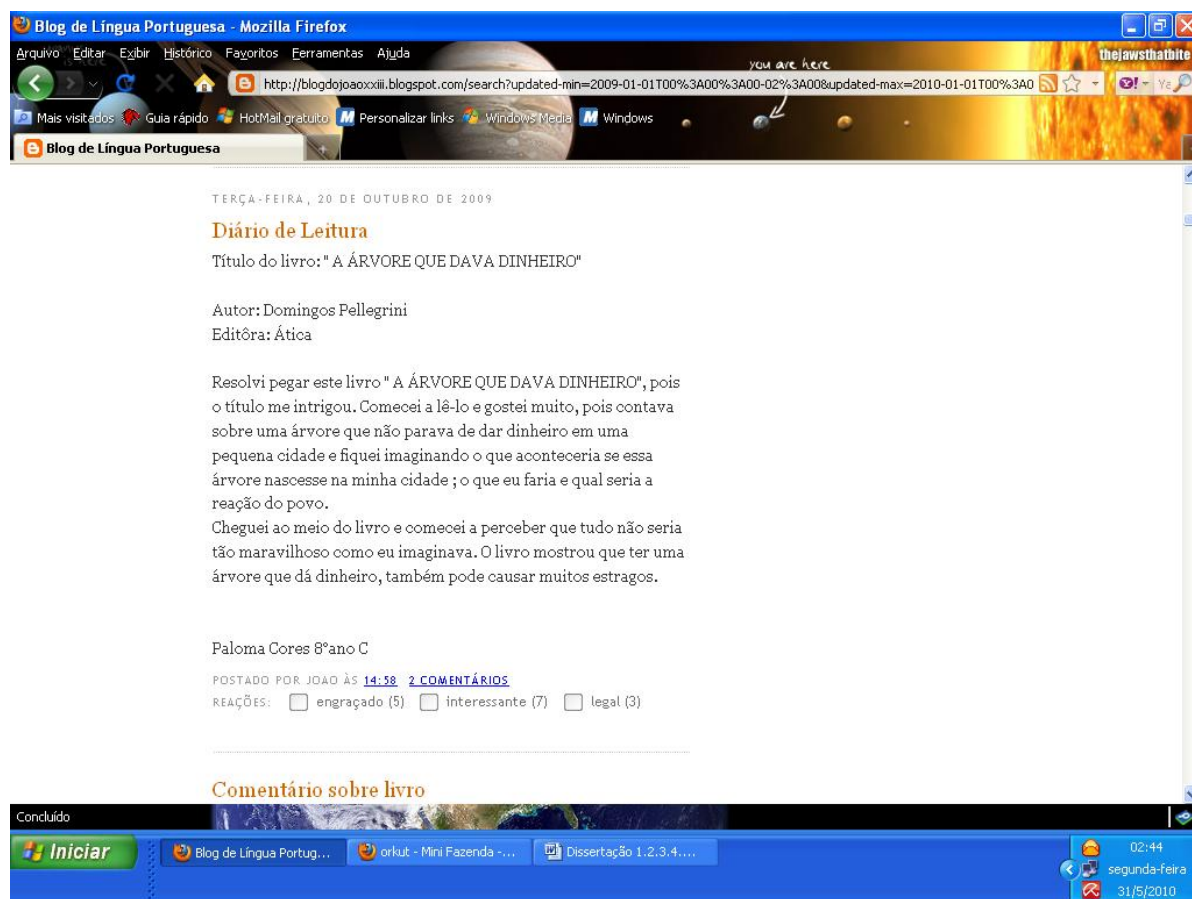 Blog de Língua Portuguesa - Mozilla Firefox
Arquivo Editar Exibir Histórico Favoritos Ferramentas Ajuda
you are here
thejawsthatbite
http://blogdojoaoxxiii.blogspot.com/search?updated-min=2009-01-01T00%3A00%3A00-02%3A00&updated-max=2010-01-01T00%3A0
Mais visitados Guia rápido HotMail gratuito Personalizar links Windows Media Windows
Blog de Língua Portuguesa
TERÇA-FEIRA, 20 DE OUTUBRO DE 2009
Diário de Leitura
Título do livro: " A ÁRVORE QUE DAVA DINHEIRO"
Autor: Domingos Pellegrini
Editôra: Ática
Resolvi pegar este livro " A ÁRVORE QUE DAVA DINHEIRO", pois
o título me intrigou. Comecei a lê-lo e gostei muito, pois contava
sobre uma árvore que não parava de dar dinheiro em uma
pequena cidade e fiquei imaginando o que aconteceria se essa
árvore nascesse na minha cidade ; o que eu faria e qual seria a
reação do povo.
Cheguei ao meio do livro e comecei a perceber que tudo não seria
tão maravilhoso como eu imaginava. O livro mostrou que ter uma
árvore que dá dinheiro, também pode causar muitos estragos.
Paloma Cores 8°ano C
POSTADO POR JOAO ÀS 14:58 2 COMENTÁRIOS
REAÇÕES: engraçado (5) interessante (7) legal (3)
Comentário sobre livro
Concluído
Iniciar Blog de Língua Portug... orkut - Mini Fazenda -... Dissertação 1.2.3.4....
02:44
segunda-feira
31/5/2010